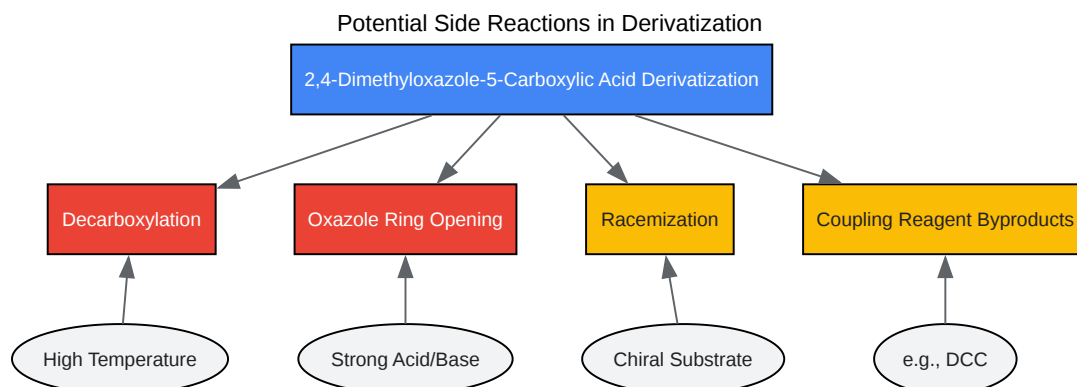 Potential Side Reactions in Derivatization
2,4-Dimethyloxazole-5-Carboxylic Acid Derivatization
Decarboxylation
Oxazole Ring Opening
Racemization
Coupling Reagent Byproducts
High Temperature
Strong Acid/Base
Chiral Substrate
e.g., DCC